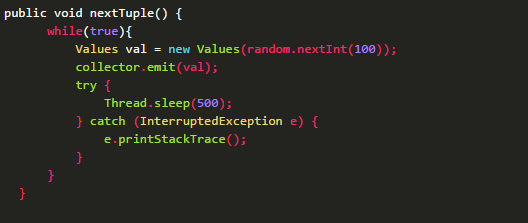 public void nextTuple() {
while(true){
Values val = new Values(random.nextInt(100));
collector.emit(val);
try {
Thread.sleep(500);
} catch (InterruptedException e) {
e.printStackTrace();
}
}
}